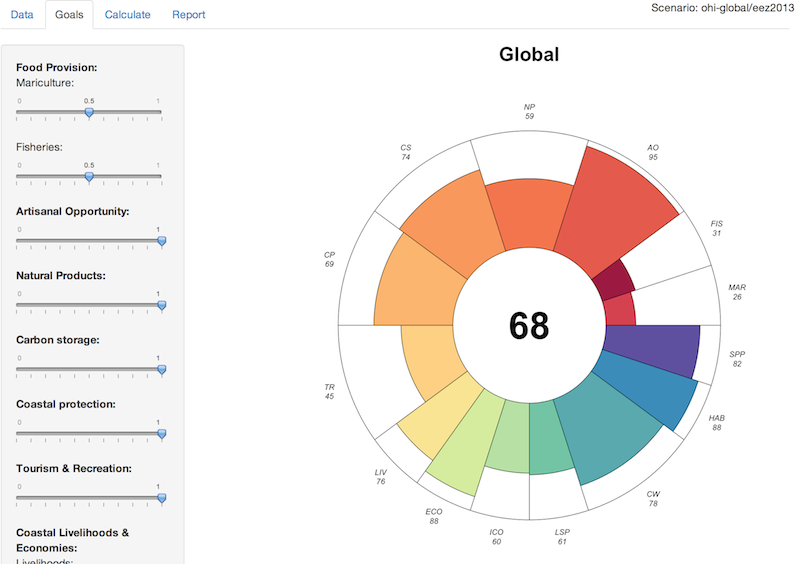 Data Goals Calculate Report
Scenario: ohi-global/eez2013
Food Provision:
Mariculture:
0 0.5 1
Fisheries:
0 0.5 1
Artisanal Opportunity:
0 1
Natural Products:
0 1
Carbon storage:
0 1
Coastal protection:
0 1
Tourism & Recreation:
0 1
Coastal Livelihoods &
Economies:
Livelihoods:
Global
NP
59
AO
95
FIS
31
MAR
26
SPP
82
HAB
88
CW
78
LSP
61
ICO
60
ECO
88
LIV
76
TR
45
CP
69
CS
74
68